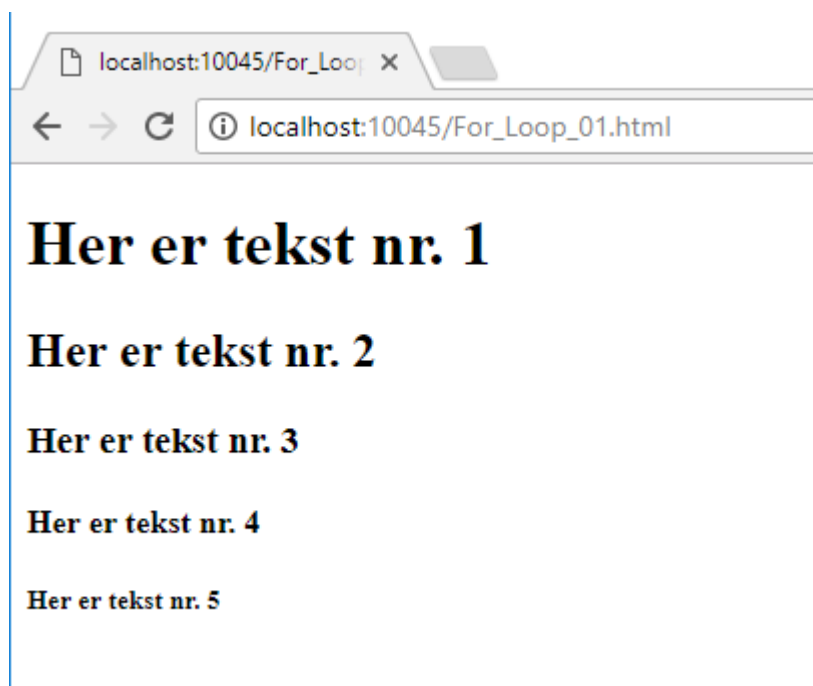 localhost:10045/For_Loop
localhost:10045/For_Loop_01.html
Her er tekst nr. 1
Her er tekst nr. 2
Her er tekst nr. 3
Her er tekst nr. 4
Her er tekst nr. 5